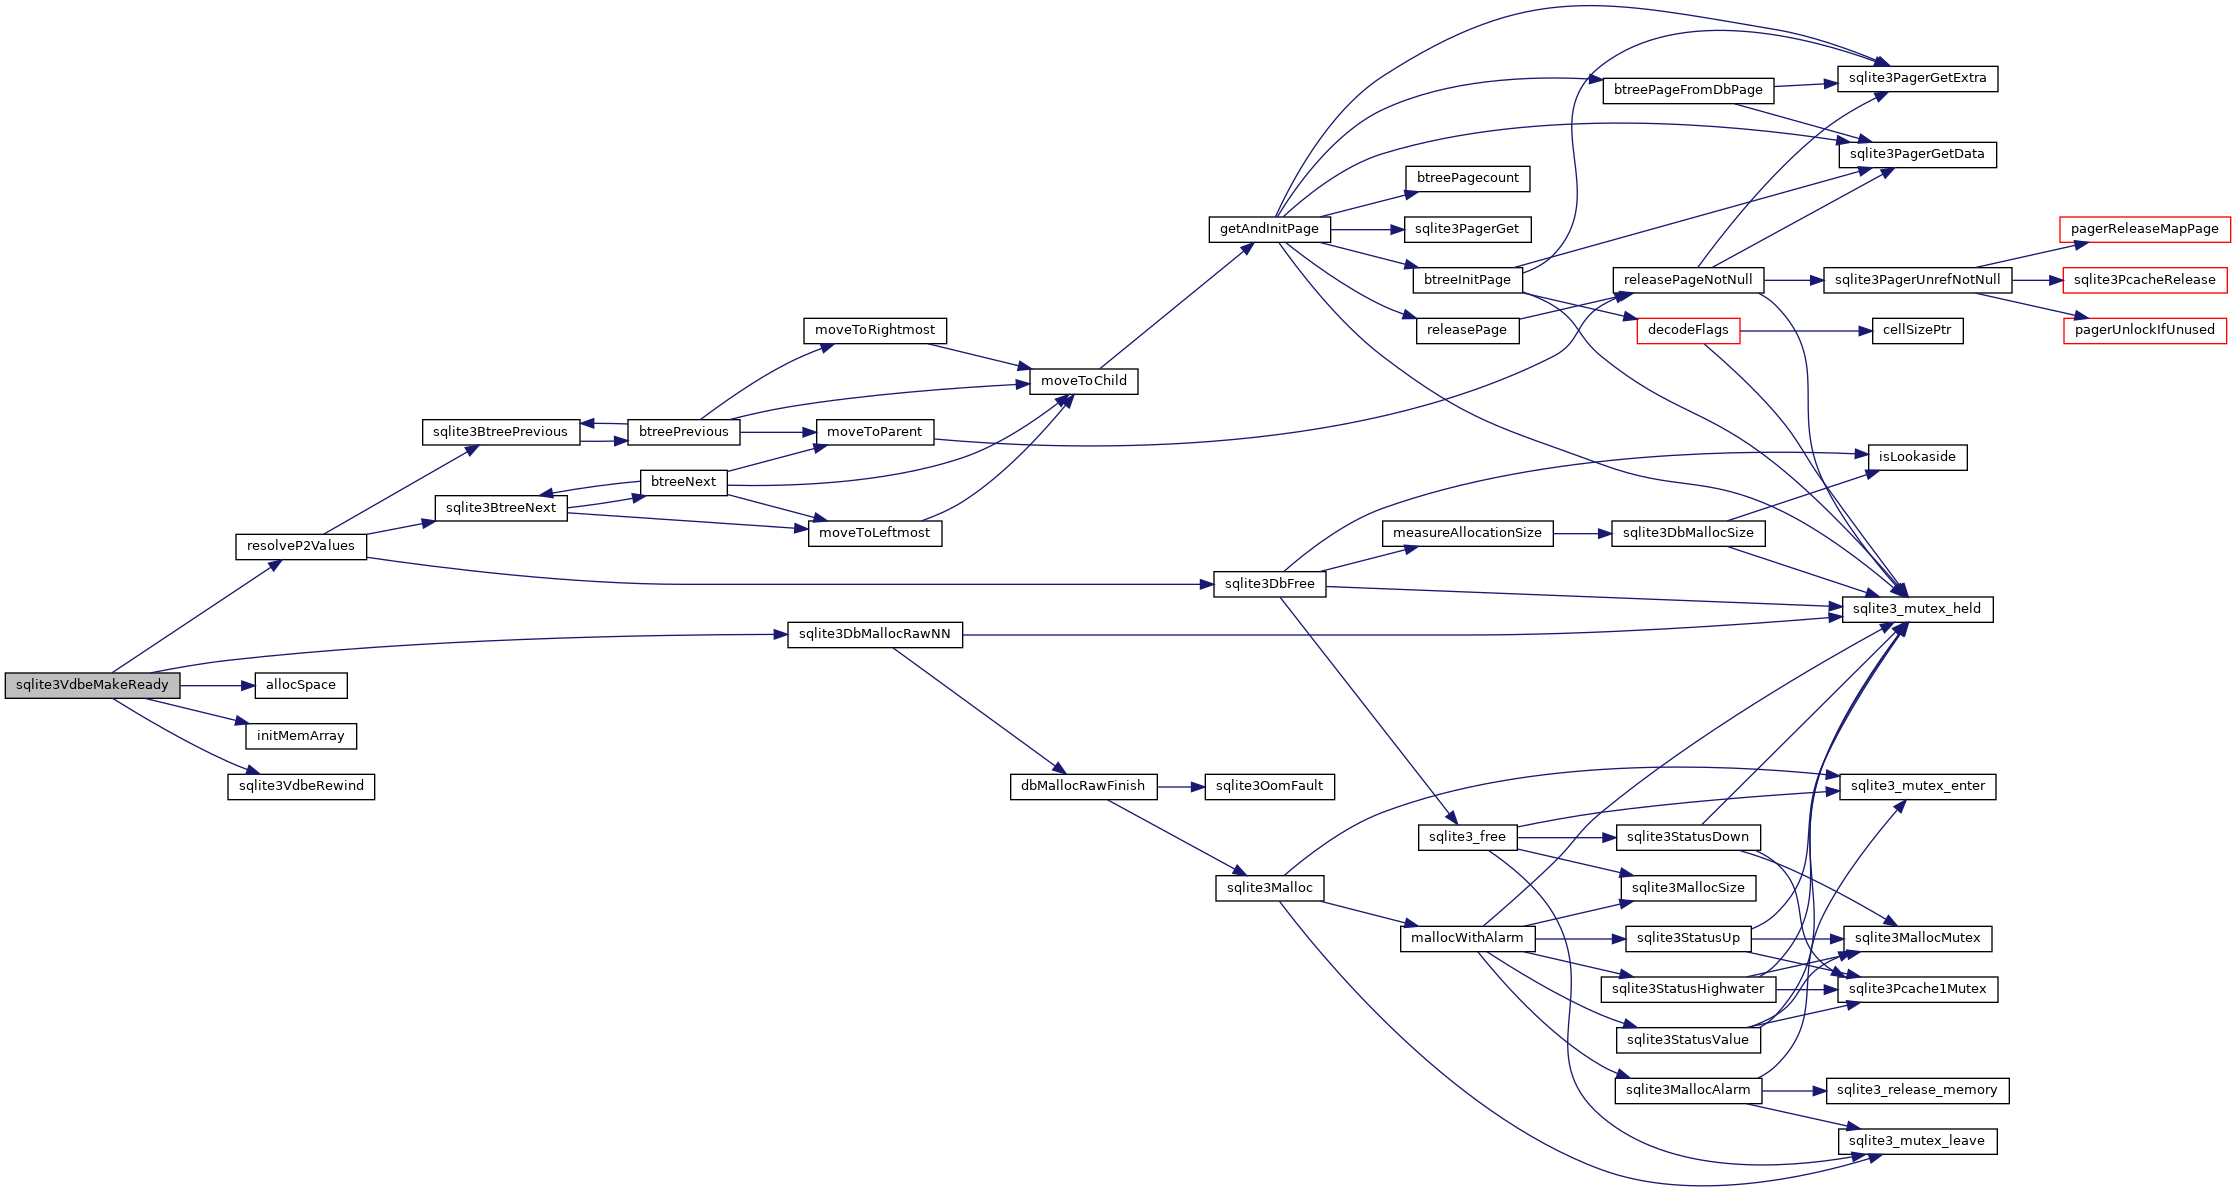 sqlite3VdbeMakeReady
resolveP2Values
allocSpace
initMemArray
sqlite3VdbeRewind
sqlite3BtreePrevious
sqlite3BtreeNext
btreePrevious
btreeNext
moveToRightmost
moveToParent
moveToLeftmost
sqlite3DbMallocRawNN
moveToChild
dbMallocRawFinish
getAndInitPage
sqlite3DbFree
sqlite3OomFault
sqlite3Malloc
btreePagecount
sqlite3PagerGet
btreeInitPage
releasePage
measureAllocationSize
sqlite3_free
mallocWithAlarm
btreePageFromDbPage
releasePageNotNull
decodeFlags
sqlite3DbMallocSize
sqlite3StatusDown
sqlite3MallocSize
sqlite3StatusUp
sqlite3StatusHighwater
sqlite3StatusValue
sqlite3MallocAlarm
sqlite3PagerGetExtra
sqlite3PagerGetData
sqlite3PagerUnrefNotNull
cellSizePtr
isLookaside
sqlite3_mutex_held
sqlite3_mutex_enter
sqlite3MallocMutex
sqlite3Pcache1Mutex
sqlite3_release_memory
sqlite3_mutex_leave
pagerReleaseMapPage
sqlite3PcacheRelease
pagerUnlockIfUnused